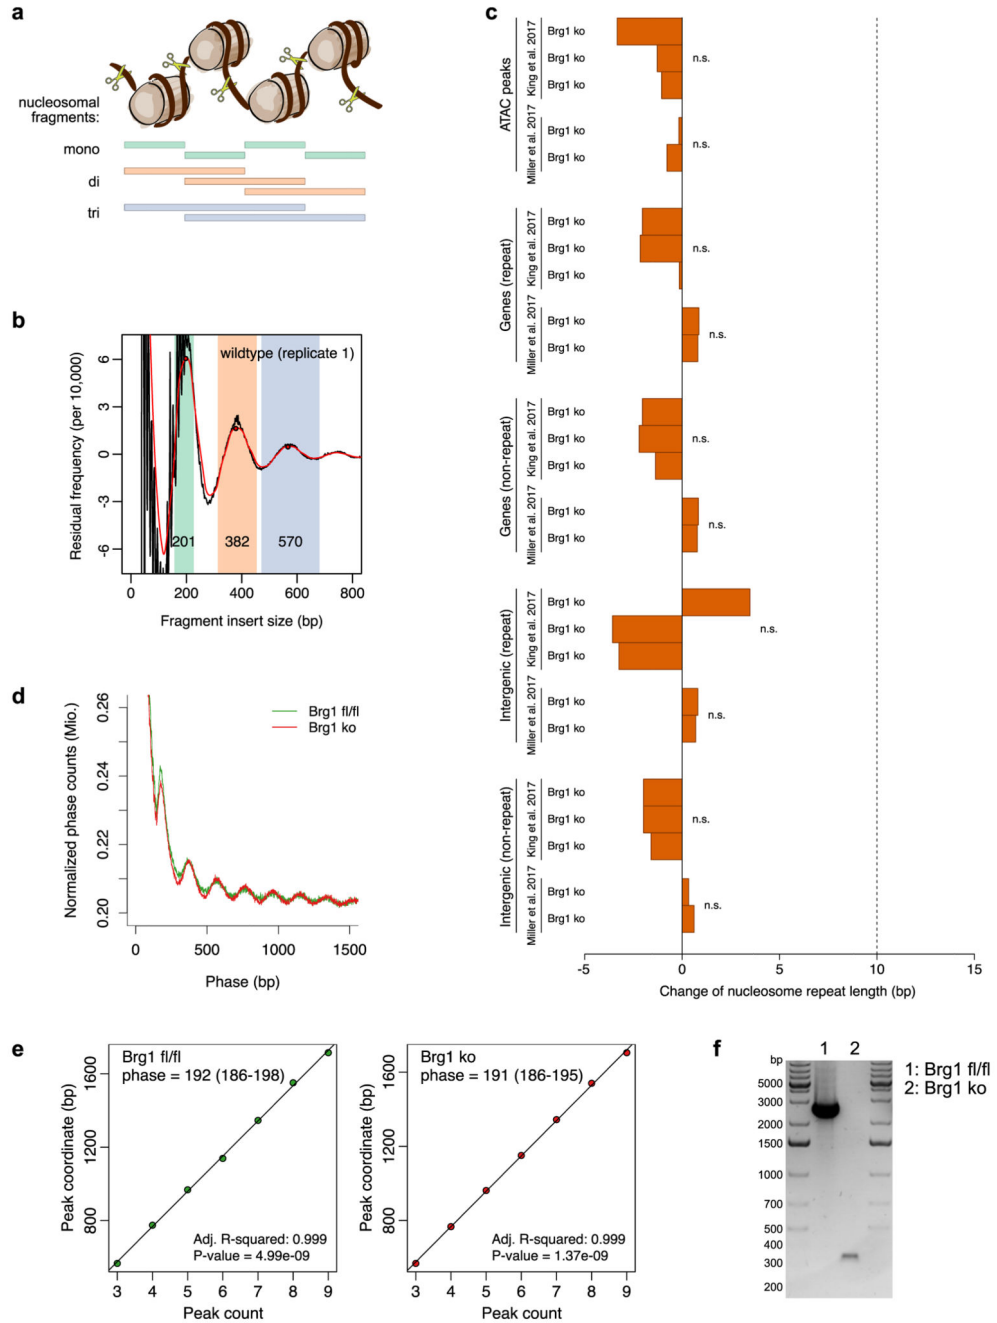 a
nucleosomal
fragments:
mono
di
tri
b
wildtype (replicate 1)
Residual frequency (per 10,000)
6
3
0
-3
-6
201
382
570
0
200
400
600
800
Fragment insert size (bp)
c
ATAC peaks
King et al. 2017
Brg1 ko
Brg1 ko
Brg1 ko
n.s.
Miller et al. 2017
Brg1 ko
Brg1 ko
n.s.
Genes (repeat)
King et al. 2017
Brg1 ko
Brg1 ko
Brg1 ko
n.s.
Miller et al. 2017
Brg1 ko
Brg1 ko
n.s.
Genes (non-repeat)
King et al. 2017
Brg1 ko
Brg1 ko
Brg1 ko
n.s.
Miller et al. 2017
Brg1 ko
Brg1 ko
n.s.
Intergenic (repeat)
King et al. 2017
Brg1 ko
Brg1 ko
Brg1 ko
n.s.
Miller et al. 2017
Brg1 ko
Brg1 ko
n.s.
Intergenic (non-repeat)
King et al. 2017
Brg1 ko
Brg1 ko
Brg1 ko
n.s.
Miller et al. 2017
Brg1 ko
Brg1 ko
n.s.
-5
0
5
10
15
Change of nucleosome repeat length (bp)
d
Normalized phase counts (Mio.)
0.26
0.24
0.22
0.20
Brg1 fl/fl
Brg1 ko
0
500
1000
1500
Phase (bp)
e
Peak coordinate (bp)
1600
1200
800
Brg1 fl/fl
phase = 192 (186-198)
Adj. R-squared: 0.999
P-value = 4.99e-09
3 4 5 6 7 8 9
Peak count
Peak coordinate (bp)
1600
1200
800
Brg1 ko
phase = 191 (186-195)
Adj. R-squared: 0.999
P-value = 1.37e-09
3 4 5 6 7 8 9
Peak count
f
1 2
bp
5000
3000
2000
1500
1000
700
500
400
300
200
1: Brg1 fl/fl
2: Brg1 ko